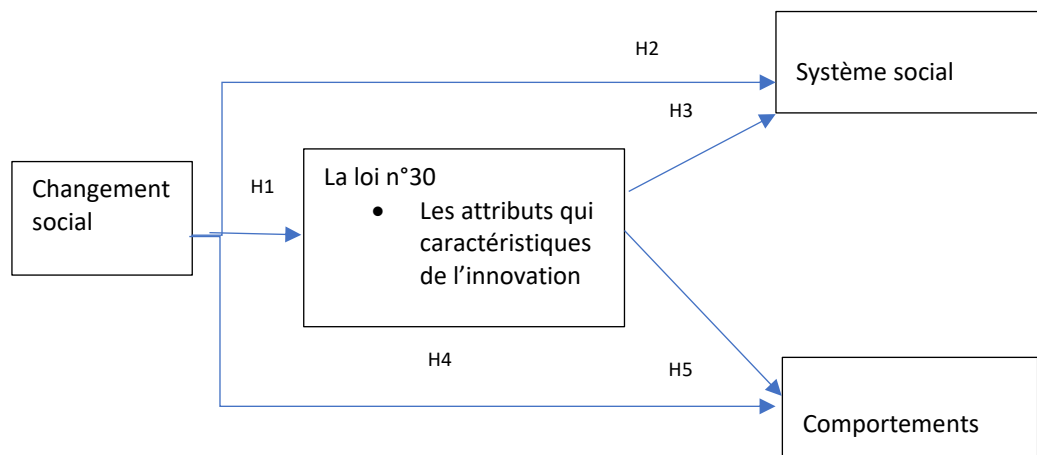 H2
Système social
H3
Changement
social
H1
La loi n°30
• Les attributs qui
caractéristiques
de l’innovation
H4
H5
Comportements